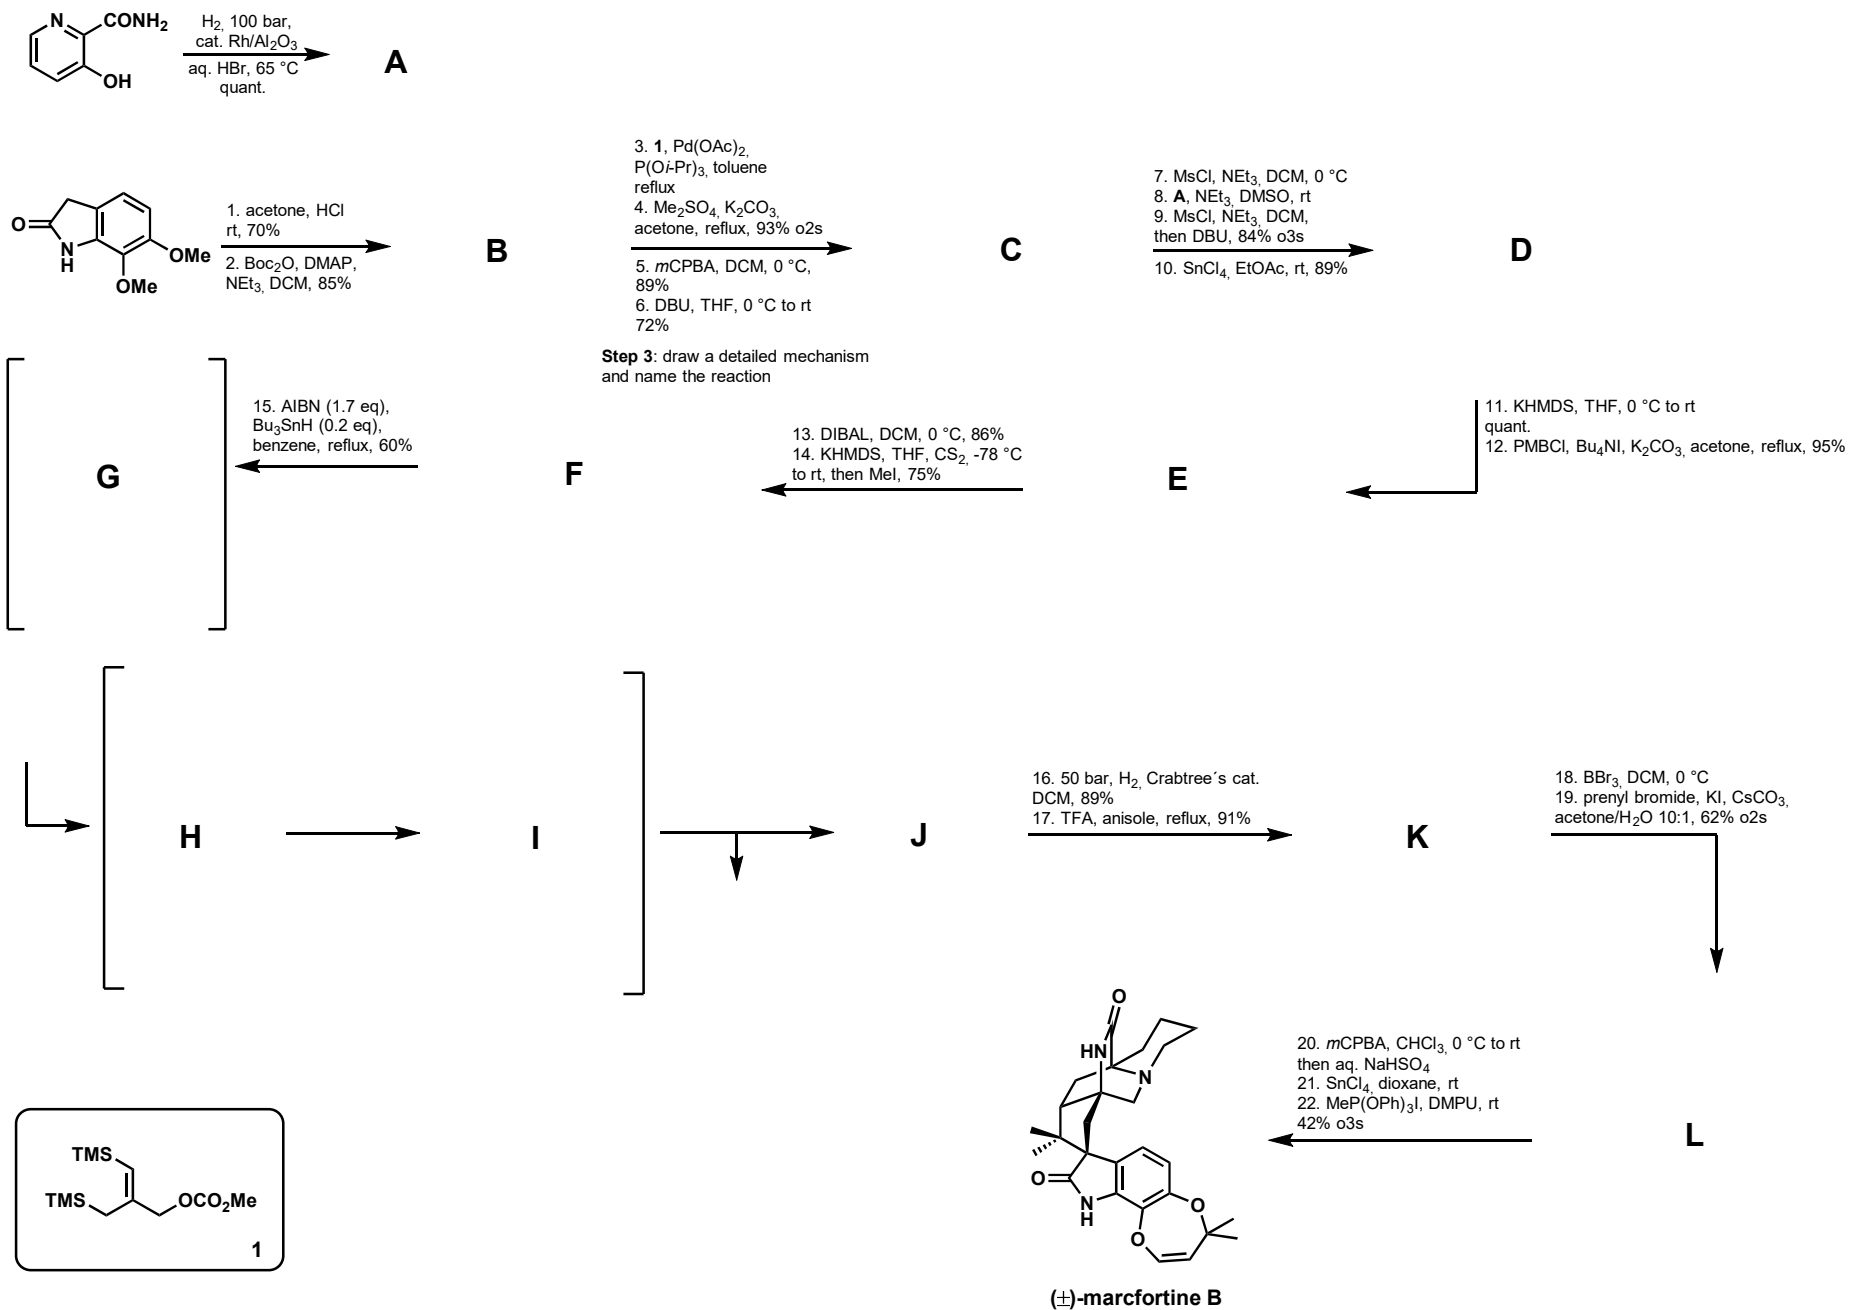 N
CONH2
OH
H2, 100 bar,
cat. Rh/Al2O3
aq. HBr, 65 °C
quant.
A
O
N
H
OMe
OMe
1. acetone, HCl
rt, 70%
2. Boc2O, DMAP,
NEt3, DCM, 85%
B
3. 1, Pd(OAc)2,
P(Oi-Pr)3, toluene
reflux
4. Me2SO4, K2CO3,
acetone, reflux, 93% o2s
5. mCPBA, DCM, 0 °C,
89%
6. DBU, THF, 0 °C to rt
72%
Step 3: draw a detailed mechanism
and name the reaction
C
7. MsCl, NEt3, DCM, 0 °C
8. A, NEt3, DMSO, rt
9. MsCl, NEt3, DCM,
then DBU, 84% o3s
10. SnCl4, EtOAc, rt, 89%
D
11. KHMDS, THF, 0 °C to rt
quant.
12. PMBCl, Bu4NI, K2CO3, acetone, reflux, 95%
E
13. DIBAL, DCM, 0 °C, 86%
14. KHMDS, THF, CS2, -78 °C
to rt, then MeI, 75%
F
15. AIBN (1.7 eq),
Bu3SnH (0.2 eq),
benzene, reflux, 60%
G
H
I
J
16. 50 bar, H2, Crabtree´s cat.
DCM, 89%
17. TFA, anisole, reflux, 91%
K
18. BBr3, DCM, 0 °C
19. prenyl bromide, KI, CsCO3,
acetone/H2O 10:1, 62% o2s
L
20. mCPBA, CHCl3, 0 °C to rt
then aq. NaHSO4
21. SnCl4, dioxane, rt
22. MeP(OPh)3I, DMPU, rt
42% o3s
O
HN
N
O
N
H
O
O
(±)-marcfortine B
TMS
TMS
OCO2Me
1